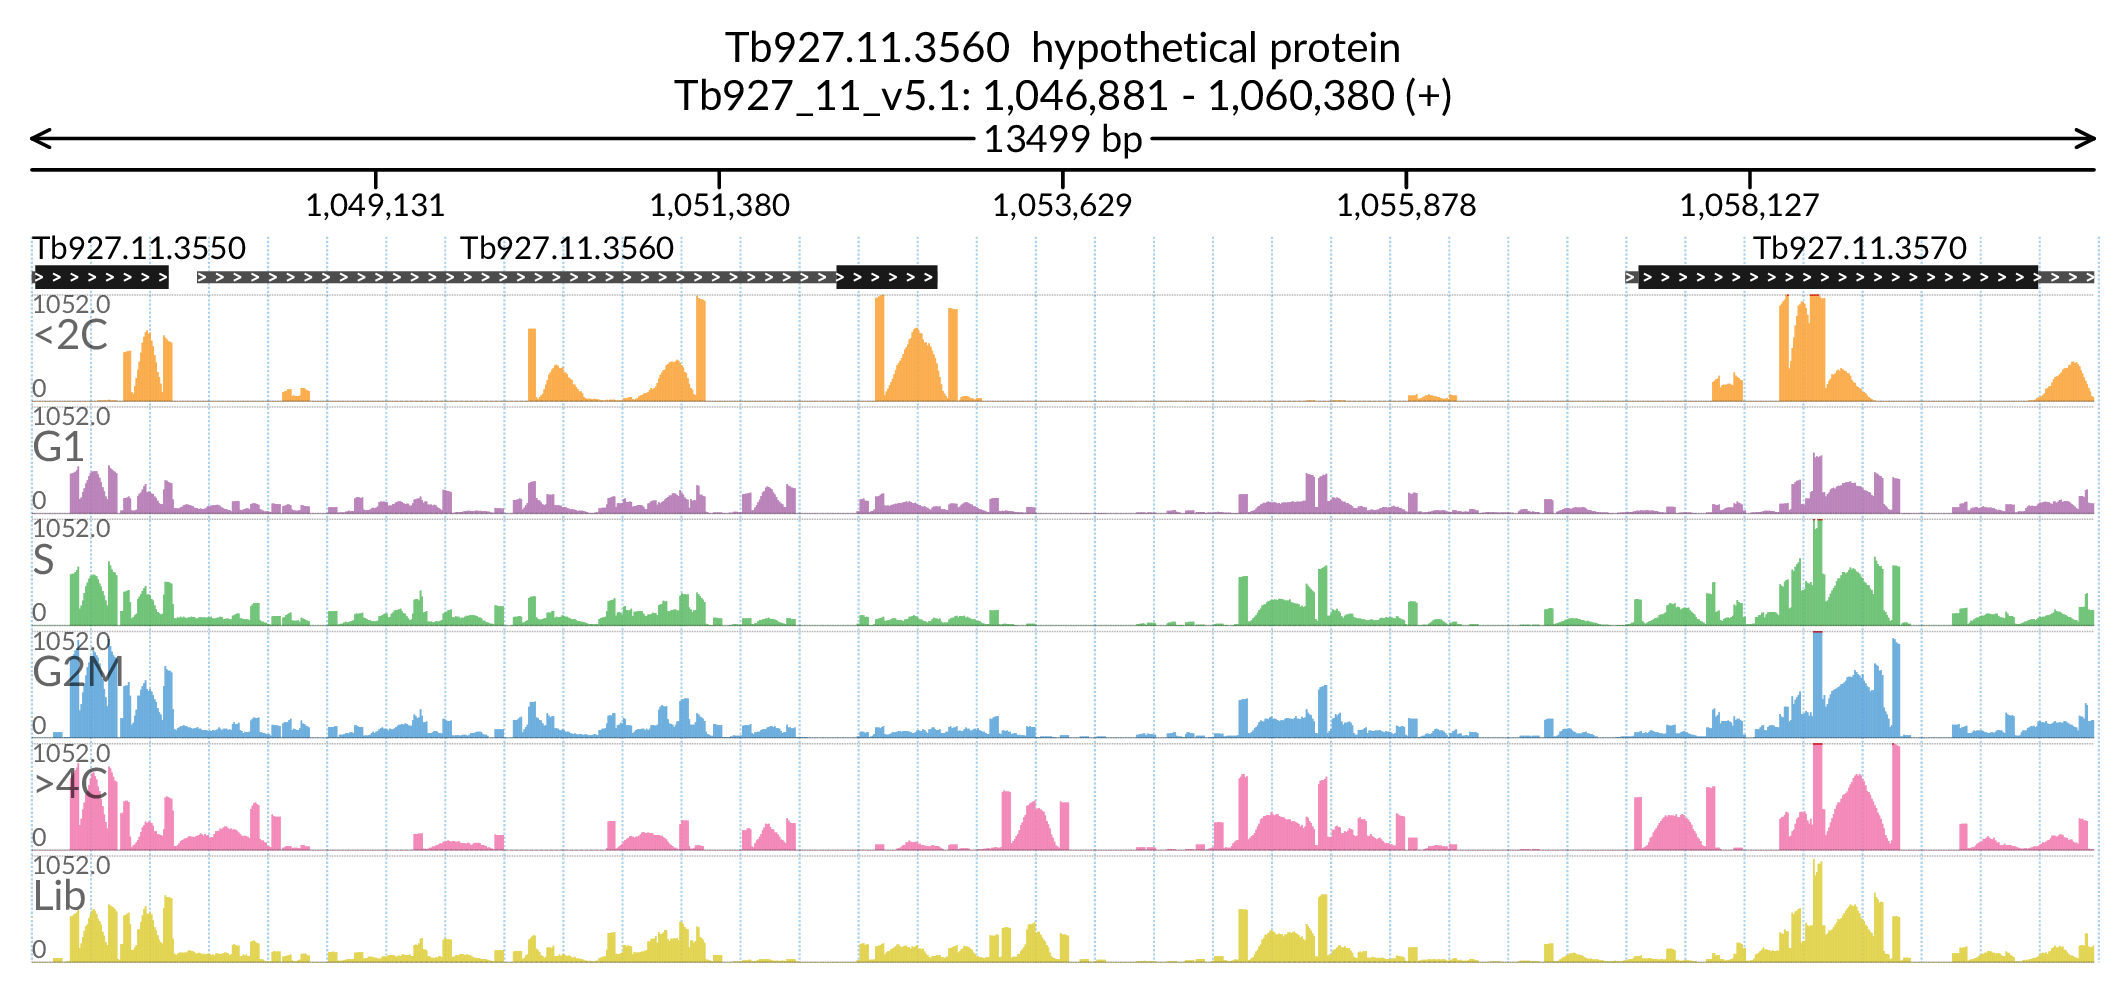 Tb927.11.3560 hypothetical protein
Tb927_11_v5.1: 1,046,881 - 1,060,380 (+)
13499 bp
1,049,131 1,051,380 1,053,629 1,055,878 1,058,127
Tb927.11.3550 Tb927.11.3560 Tb927.11.3570
1052.0
<2C
0
1052.0
G1
0
1052.0
S
0
1052.0
G2M
0
1052.0
>4C
0
1052.0
Lib
0